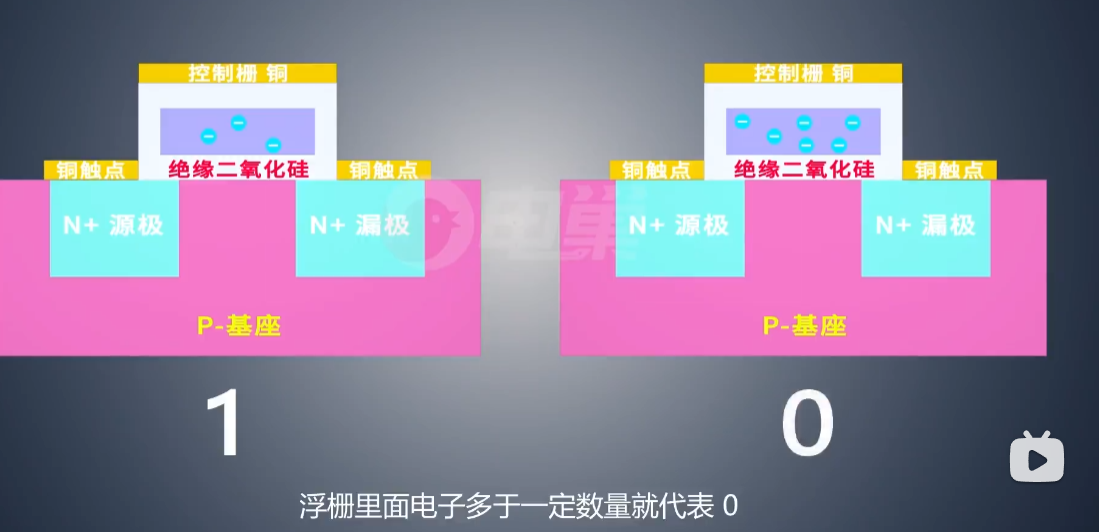 控制栅 铜
控制栅 铜
铜触点
绝缘二氧化硅
铜触点
铜触点
绝缘二氧化硅
铜触点
N+ 源极
N+ 漏极
电巢
N+ 源极
N+ 漏极
P-基座
P-基座
1
0
浮栅里面电子多于一定数量就代表 0